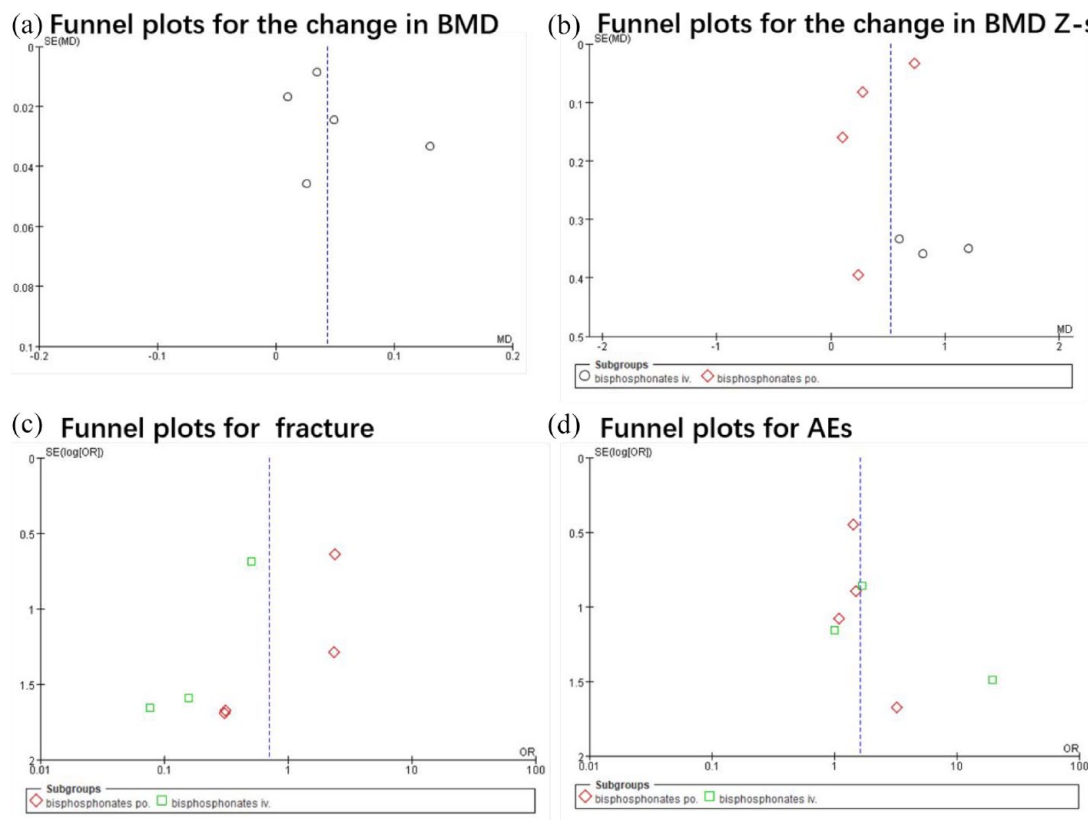 (a) Funnel plots for the change in BMD
SE(MD)
0
0.02
0.04
0.06
0.08
0.1
-0.2
-0.1
0
0.1
0.2
MD
(b) Funnel plots for the change in BMD Z-s
SE(MD)
0
0.1
0.2
0.3
0.4
0.5
-2
-1
0
1
2
MD
Subgroups
bisphosphonates iv.
bisphosphonates po.
(c) Funnel plots for fracture
SE(log[OR])
0
0.5
1
1.5
2
0.01
0.1
1
10
100
OR
Subgroups
bisphosphonates po.
bisphosphonates iv.
(d) Funnel plots for AEs
SE(log[OR])
0
0.5
1
1.5
2
0.01
0.1
1
10
100
OR
Subgroups
bisphosphonates po.
bisphosphonates iv.